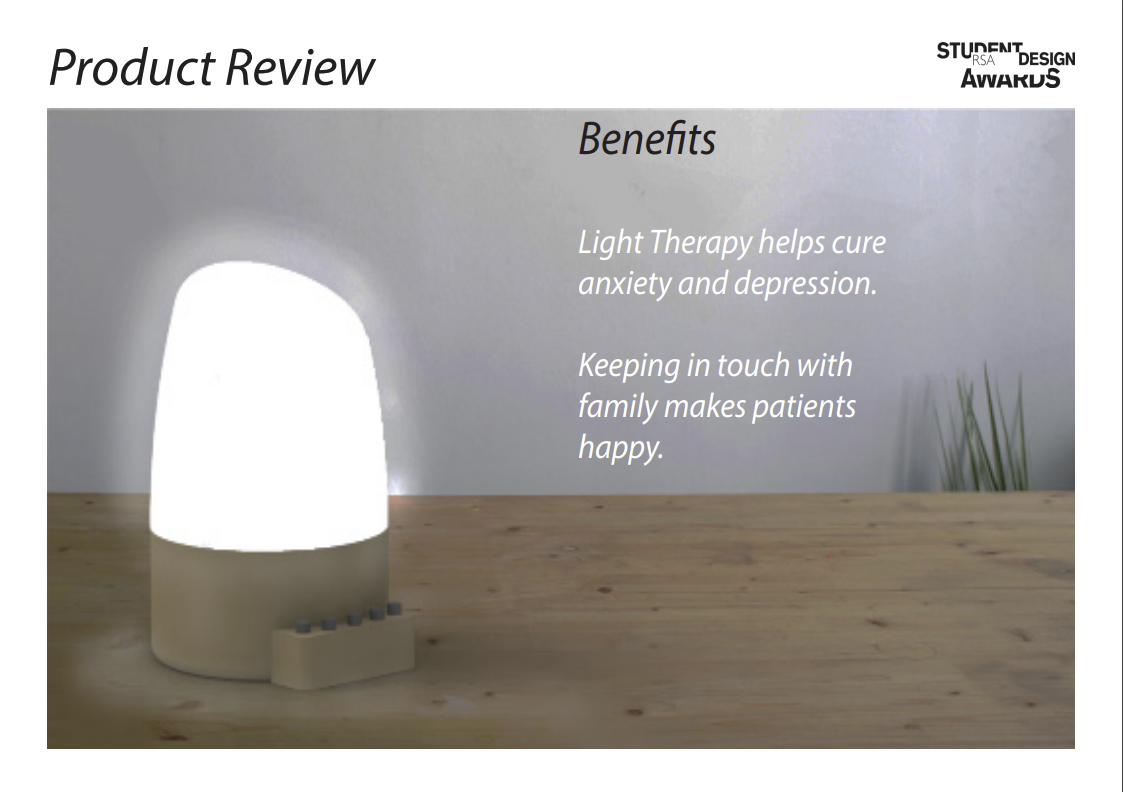 Product Review
STUDENT
RSA DESIGN
AWARDS
Benefits
Light Therapy helps cure
anxiety and depression.
Keeping in touch with
family makes patients
happy.